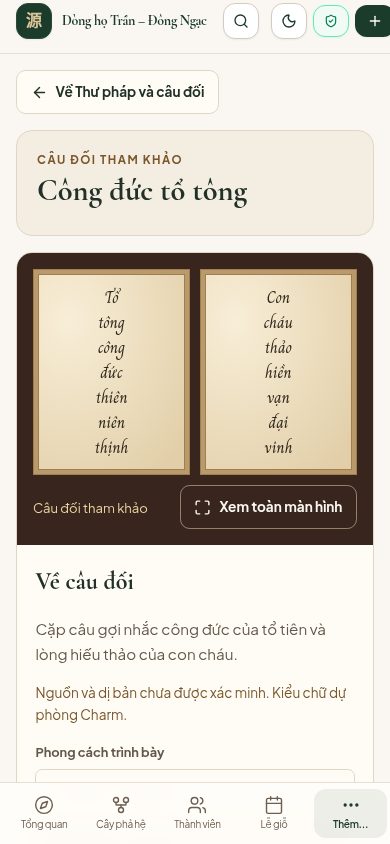 源 Dòng họ Trần – Đông Ngạc
Về Thư pháp và câu đối
CÂU ĐỐI THAM KHẢO
Công đức tổ tông
Tổ
tông
công
đức
thiên
niên
thịnh
Con
cháu
thảo
hiền
vạn
đại
vinh
Câu đối tham khảo
Xem toàn màn hình
Về câu đối
Cặp câu gợi nhắc công đức của tổ tiên và
lòng hiếu thảo của con cháu.
Nguồn và dị bản chưa được xác minh. Kiểu chữ dự
phòng Charm.
Phong cách trình bày
Tổng quan
Cây phả hệ
Thành viên
Lễ giỗ
Thêm...